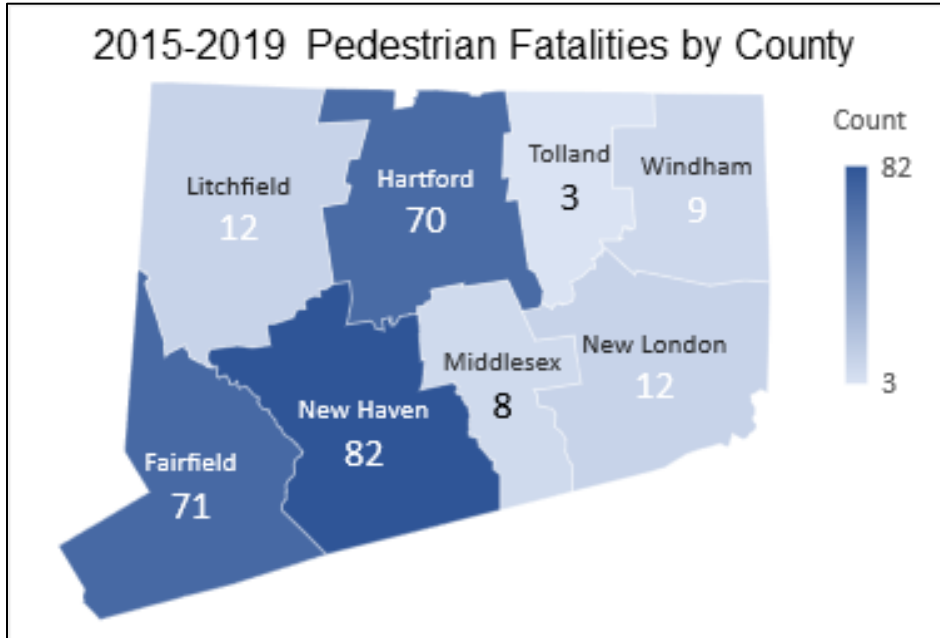 2015-2019 Pedestrian Fatalities by County
Count
82
3
Litchfield
12
Hartford
70
Tolland
3
Windham
9
Fairfield
71
New Haven
82
Middlesex
8
New London
12